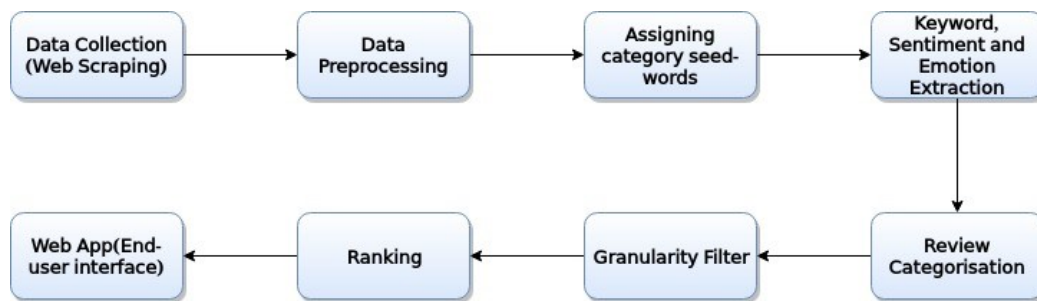 Data Collection
(Web Scraping)
Data
Preprocessing
Assigning
category seed-
words
Keyword,
Sentiment and
Emotion
Extraction
Review
Categorisation
Granularity Filter
Ranking
Web App(End-
user interface)